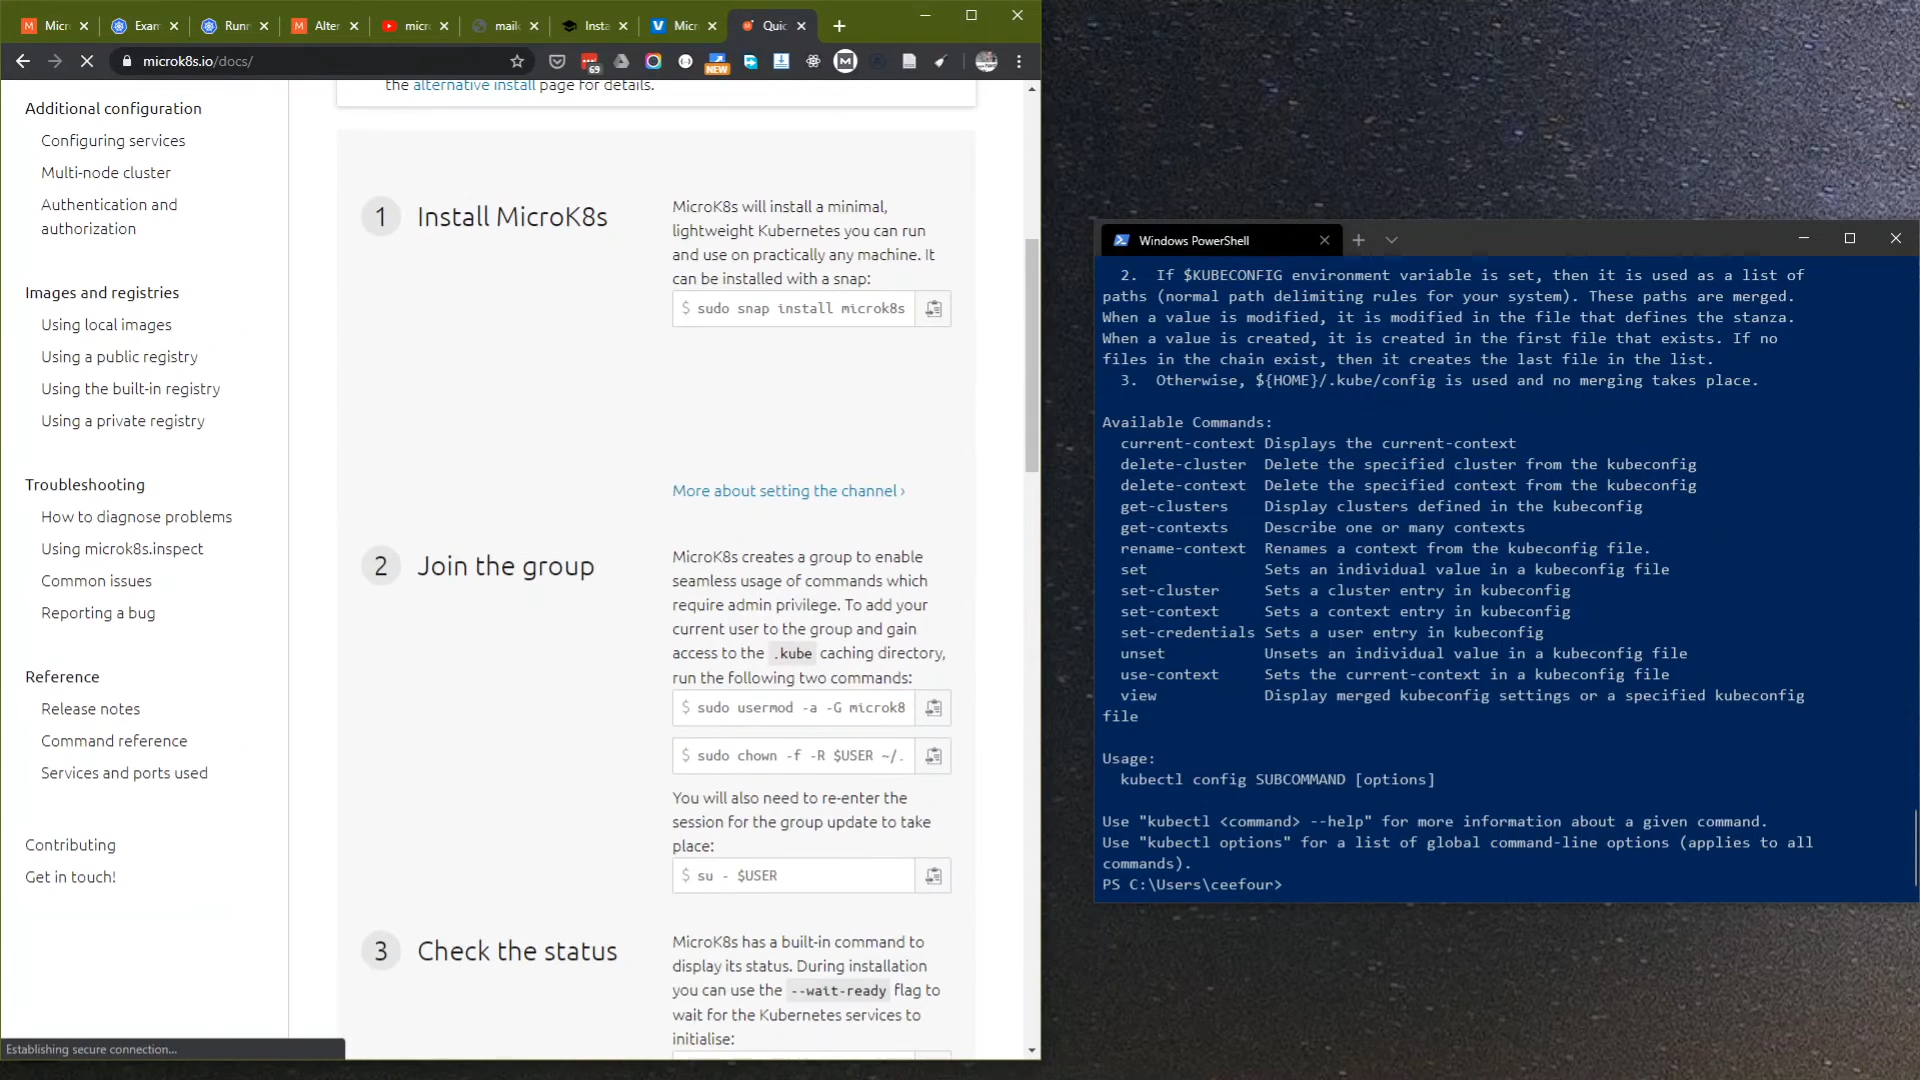 Micr
Exam
Runn
Alter
micr
mail
Insta
Micr
Quic
microk8s.io/docs/
69
NEW
the alternative install page for details.
Additional configuration
Configuring services
Multi-node cluster
Authentication and
authorization
Images and registries
Using local images
Using a public registry
Using the built-in registry
Using a private registry
Troubleshooting
How to diagnose problems
Using microk8s.inspect
Common issues
Reporting a bug
Reference
Release notes
Command reference
Services and ports used
Contributing
Get in touch!
Establishing secure connection...
1 Install MicroK8s
MicroK8s will install a minimal,
lightweight Kubernetes you can run
and use on practically any machine. It
can be installed with a snap:
$ sudo snap install microk8s
More about setting the channel ›
2 Join the group
MicroK8s creates a group to enable
seamless usage of commands which
require admin privilege. To add your
current user to the group and gain
access to the .kube caching directory,
run the following two commands:
$ sudo usermod -a -G microk8
$ sudo chown -f -R $USER ~/.
You will also need to re-enter the
session for the group update to take
place:
$ su - $USER
3 Check the status
MicroK8s has a built-in command to
display its status. During installation
you can use the --wait-ready flag to
wait for the Kubernetes services to
initialise:
Windows PowerShell
2. If $KUBECONFIG environment variable is set, then it is used as a list of
paths (normal path delimiting rules for your system). These paths are merged.
When a value is modified, it is modified in the file that defines the stanza.
When a value is created, it is created in the first file that exists. If no
files in the chain exist, then it creates the last file in the list.
3. Otherwise, ${HOME}/.kube/config is used and no merging takes place.
Available Commands:
current-context Displays the current-context
delete-cluster Delete the specified cluster from the kubeconfig
delete-context Delete the specified context from the kubeconfig
get-clusters Display clusters defined in the kubeconfig
get-contexts Describe one or many contexts
rename-context Renames a context from the kubeconfig file.
set Sets an individual value in a kubeconfig file
set-cluster Sets a cluster entry in kubeconfig
set-context Sets a context entry in kubeconfig
set-credentials Sets a user entry in kubeconfig
unset Unsets an individual value in a kubeconfig file
use-context Sets the current-context in a kubeconfig file
view Display merged kubeconfig settings or a specified kubeconfig
file
Usage:
kubectl config SUBCOMMAND [options]
Use "kubectl <command> --help" for more information about a given command.
Use "kubectl options" for a list of global command-line options (applies to all
commands).
PS C:\Users\ceefour>